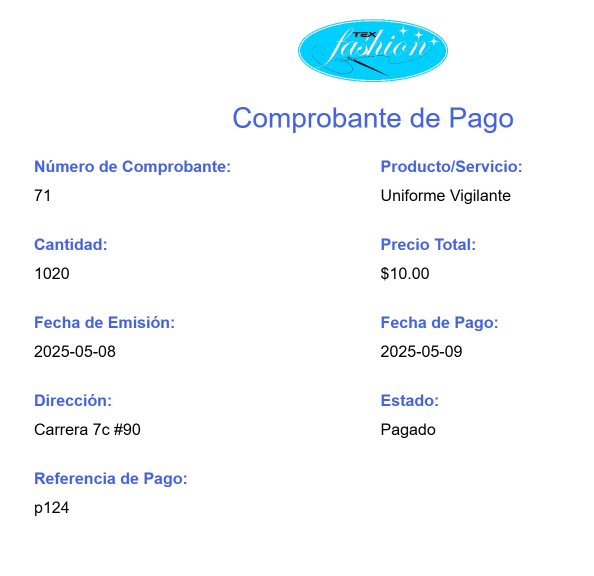 TEX
fashion
Comprobante de Pago
Número de Comprobante:
71
Producto/Servicio:
Uniforme Vigilante
Cantidad:
1020
Precio Total:
$10.00
Fecha de Emisión:
2025-05-08
Fecha de Pago:
2025-05-09
Dirección:
Carrera 7c #90
Estado:
Pagado
Referencia de Pago:
p124